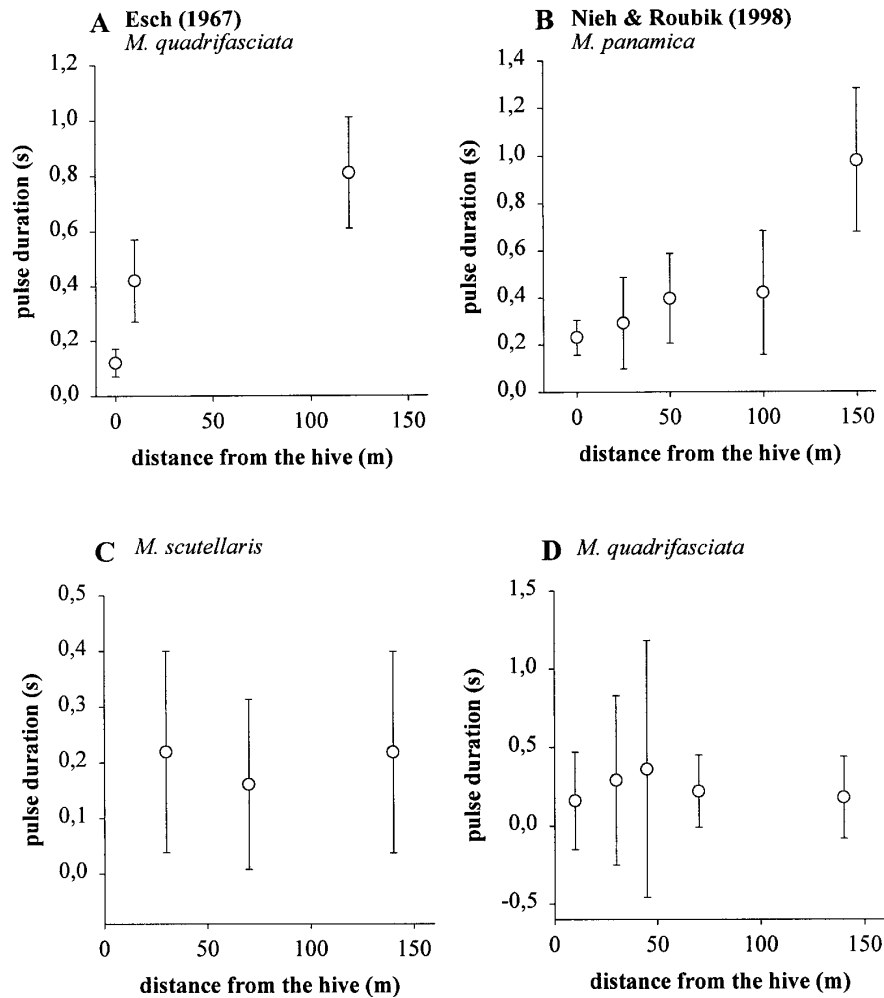 A Esch (1967)
M. quadrifasciata
1,2
1,0
0,8
0,6
0,4
0,2
0,0
pulse duration (s)
0 50 100 150
distance from the hive (m)
B Nieh & Roubik (1998)
M. panamica
1,4
1,2
1,0
0,8
0,6
0,4
0,2
0,0
pulse duration (s)
0 50 100 150
distance from the hive (m)
C M. scutellaris
0,5
0,4
0,3
0,2
0,1
0,0
pulse duration (s)
0 50 100 150
distance from the hive (m)
D M. quadrifasciata
1,5
1,0
0,5
0,0
-0,5
pulse duration (s)
0 50 100 150
distance from the hive (m)